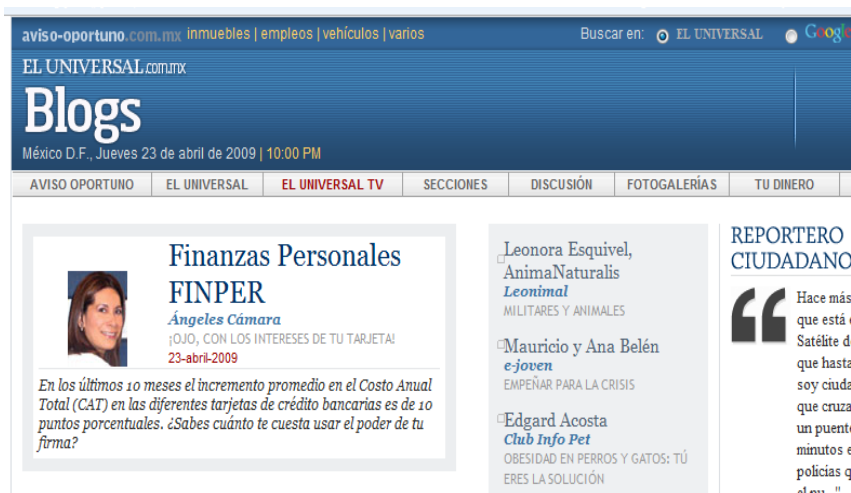 aviso-oportuno.com.mx inmuebles | empleos | vehículos | varios
Buscar en: EL UNIVERSAL Google
EL UNIVERSAL.com.mx
Blogs
México D.F., Jueves 23 de abril de 2009 | 10:00 PM
AVISO OPORTUNO EL UNIVERSAL EL UNIVERSAL TV SECCIONES DISCUSIÓN FOTOGALERÍAS TU DINERO
Finanzas Personales
FINPER
Ángeles Cámara
¡OJO, CON LOS INTERESES DE TU TARJETA!
23-abril-2009
En los últimos 10 meses el incremento promedio en el Costo Anual
Total (CAT) en las diferentes tarjetas de crédito bancarias es de 10
puntos porcentuales. ¿Sabes cuánto te cuesta usar el poder de tu
firma?
Leonora Esquivel,
AnimaNaturalis
Leonimal
MILITARES Y ANIMALES
Mauricio y Ana Belén
e-joven
EMPEÑAR PARA LA CRISIS
Edgard Acosta
Club Info Pet
OBESIDAD EN PERROS Y GATOS: TÚ
ERES LA SOLUCIÓN
REPORTERO
CIUDADANO
Hace más
que está
Satélite
que hasta
soy
que
un
minutos
policías